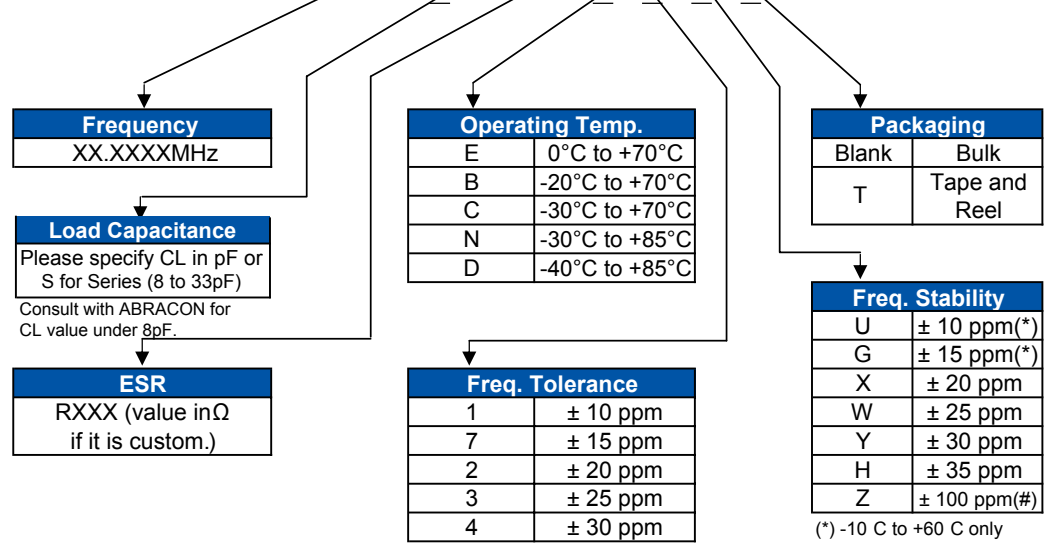 Frequency
XX.XXXXMHz
Load Capacitance
Please specify CL in pF or
S for Series (8 to 33pF)
Consult with ABRACON for
CL value under 8pF.
ESR
RXXX (value inΩ
if it is custom.)
Operating Temp.
E 0°C to +70°C
B -20°C to +70°C
C -30°C to +70°C
N -30°C to +85°C
D -40°C to +85°C
Freq. Tolerance
1 ± 10 ppm
7 ± 15 ppm
2 ± 20 ppm
3 ± 25 ppm
4 ± 30 ppm
Packaging
Blank Bulk
T Tape and
Reel
Freq. Stability
U ± 10 ppm(*)
G ± 15 ppm(*)
X ± 20 ppm
W ± 25 ppm
Y ± 30 ppm
H ± 35 ppm
Z ± 100 ppm(#)
(*) -10 C to +60 C only